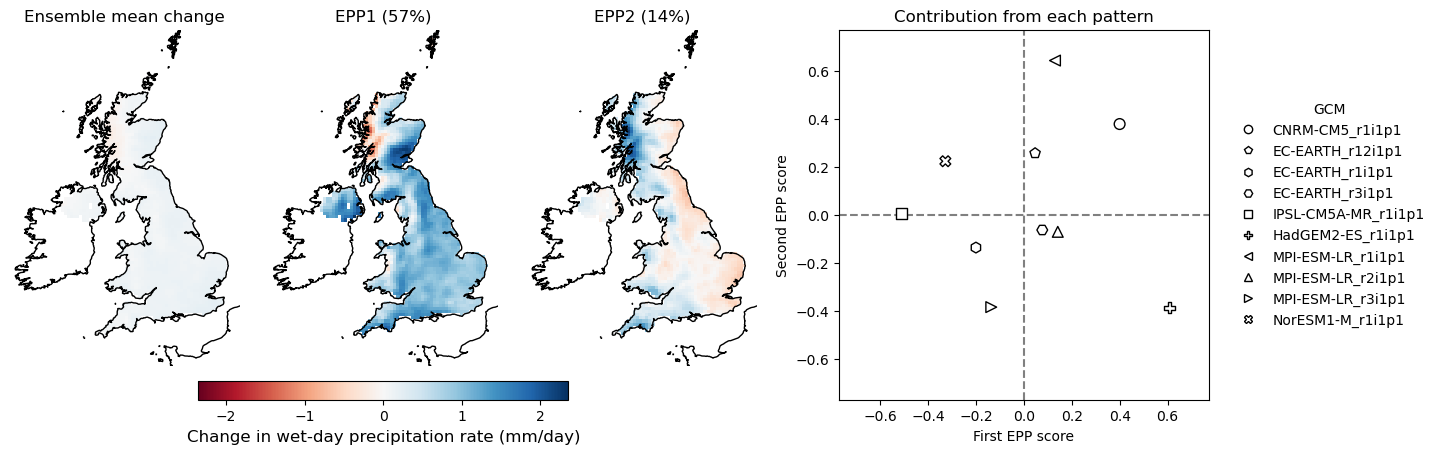 Ensemble mean change
EPP1 (57%)
EPP2 (14%)
−2 −1 0 1 2
Change in wet-day precipitation rate (mm/day)
Contribution from each pattern
Second EPP score
0.6
0.4
0.2
0.0
−0.2
−0.4
−0.6
−0.6 −0.4 −0.2 0.0 0.2 0.4 0.6
First EPP score
GCM
CNRM-CM5_r1i1p1
EC-EARTH_r12i1p1
EC-EARTH_r1i1p1
EC-EARTH_r3i1p1
IPSL-CM5A-MR_r1i1p1
HadGEM2-ES_r1i1p1
MPI-ESM-LR_r1i1p1
MPI-ESM-LR_r2i1p1
MPI-ESM-LR_r3i1p1
NorESM1-M_r1i1p1